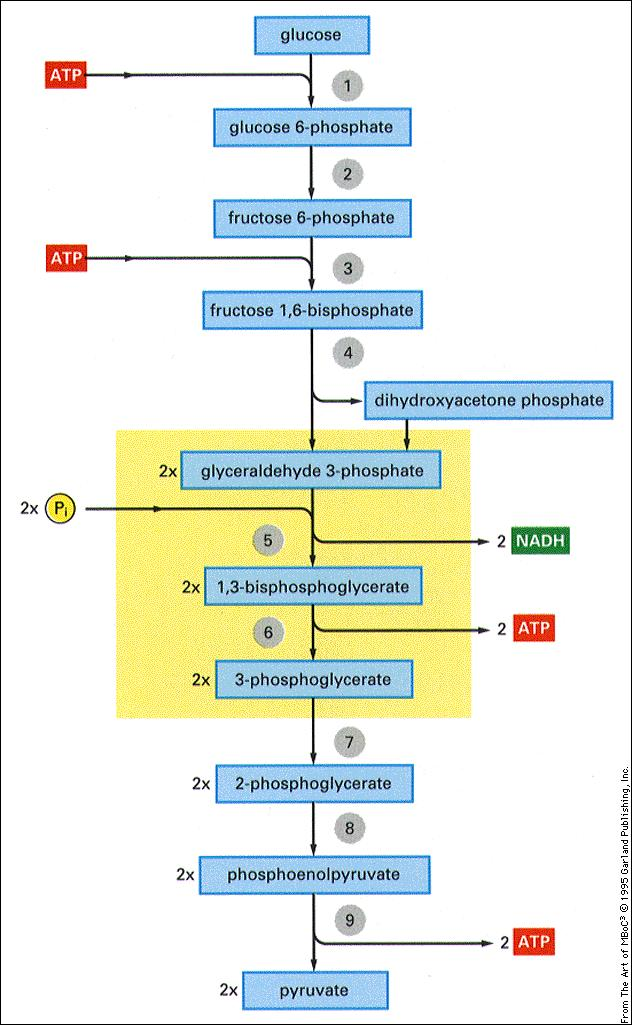 glucose
ATP
1
glucose 6-phosphate
2
fructose 6-phosphate
ATP
3
fructose 1,6-bisphosphate
4
dihydroxyacetone phosphate
2x glyceraldehyde 3-phosphate
2x Pi
5
2 NADH
2x 1,3-bisphosphoglycerate
6
2 ATP
2x 3-phosphoglycerate
7
2x 2-phosphoglycerate
8
2x phosphoenolpyruvate
9
2 ATP
2x pyruvate
From The Art of MBoC³ © 1995 Garland Publishing, Inc.